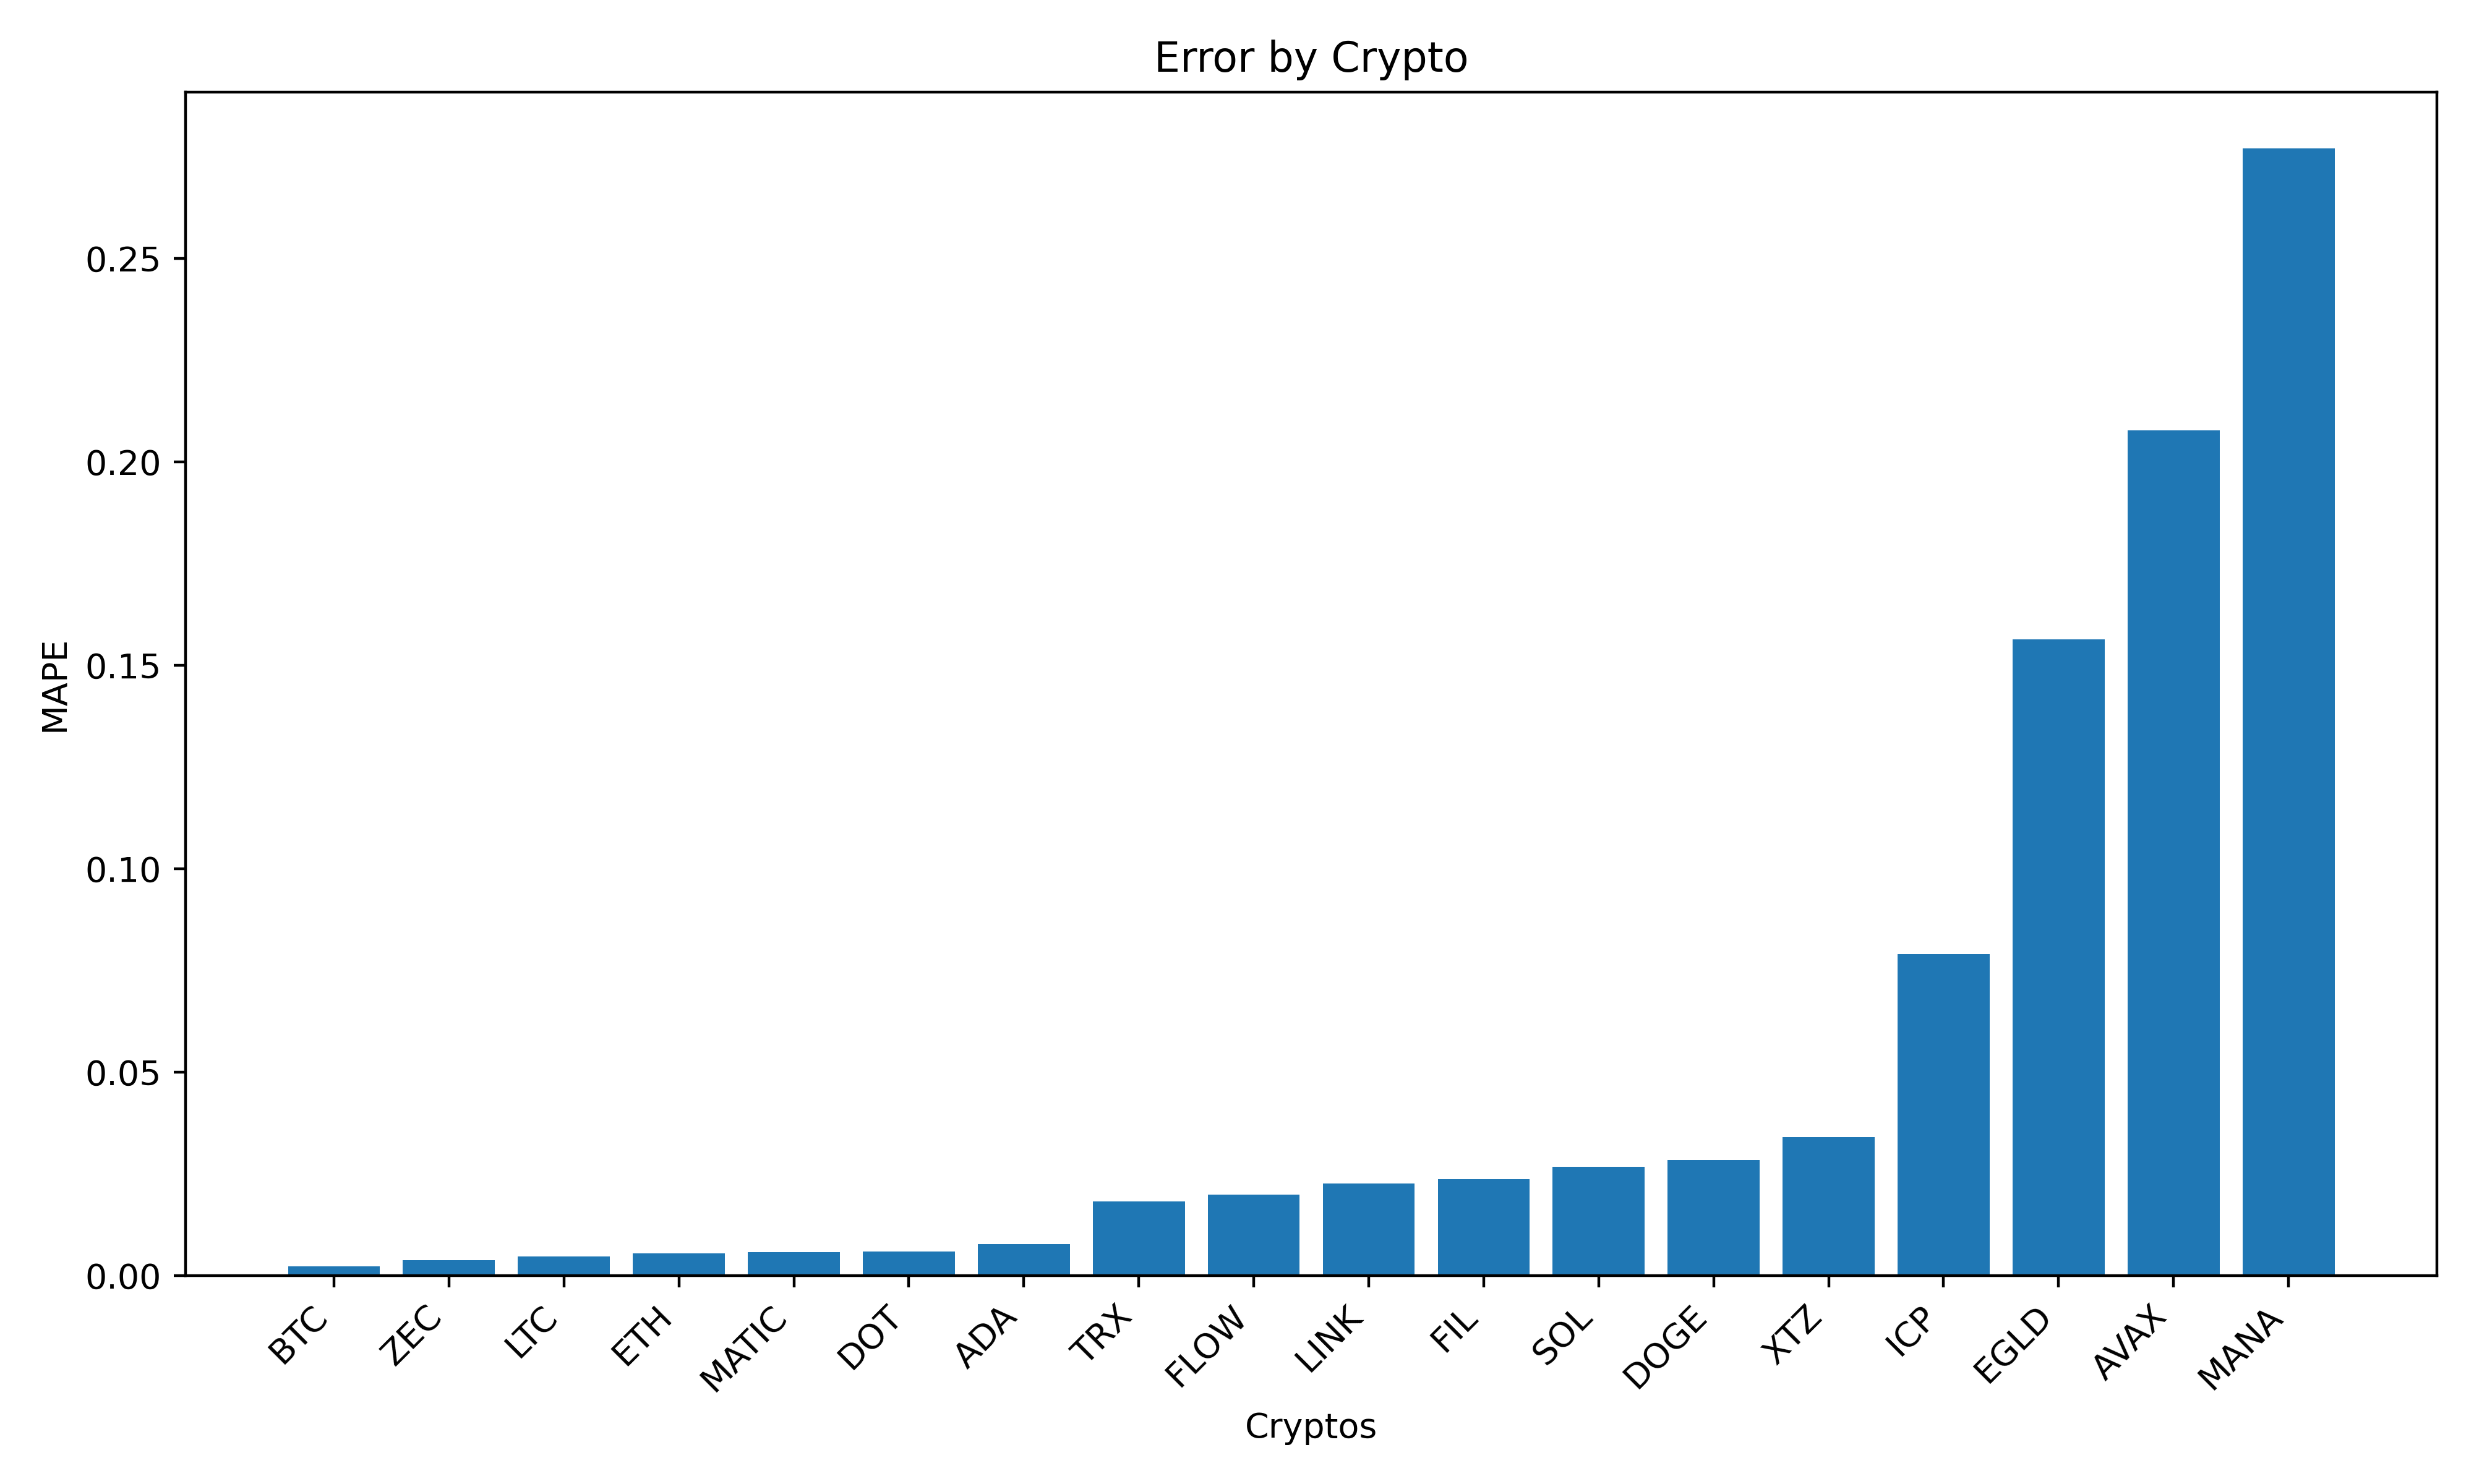 Error by Crypto
MAPE
0.25
0.20
0.15
0.10
0.05
0.00
BTC
ZEC
LTC
ETH
MATIC
DOT
ADA
TRX
FLOW
LINK
FIL
SOL
DOGE
XTZ
ICP
EGLD
AVAX
MANA
Cryptos